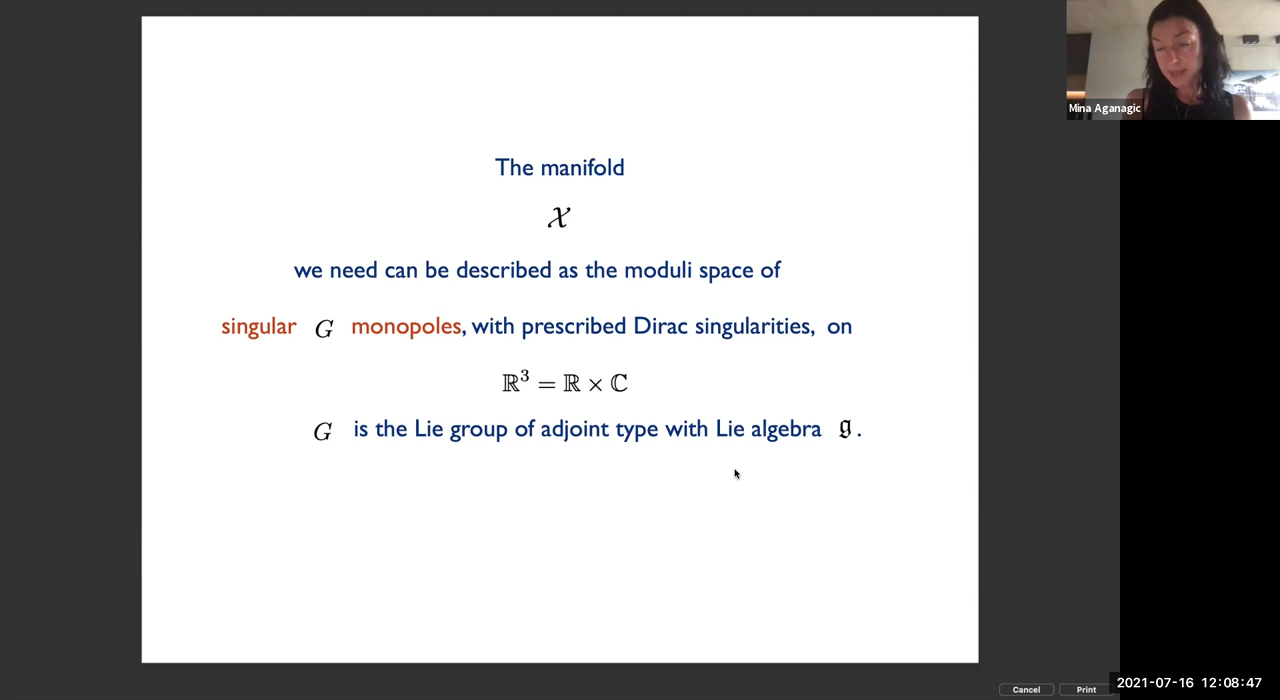 The manifold
𝒳
we need can be described as the moduli space of
singular G monopoles, with prescribed Dirac singularities, on
ℝ³ = ℝ × ℂ
G is the Lie group of adjoint type with Lie algebra 𝔤 .
Mina Aganagic
Cancel Print
2021-07-16 12:08:47